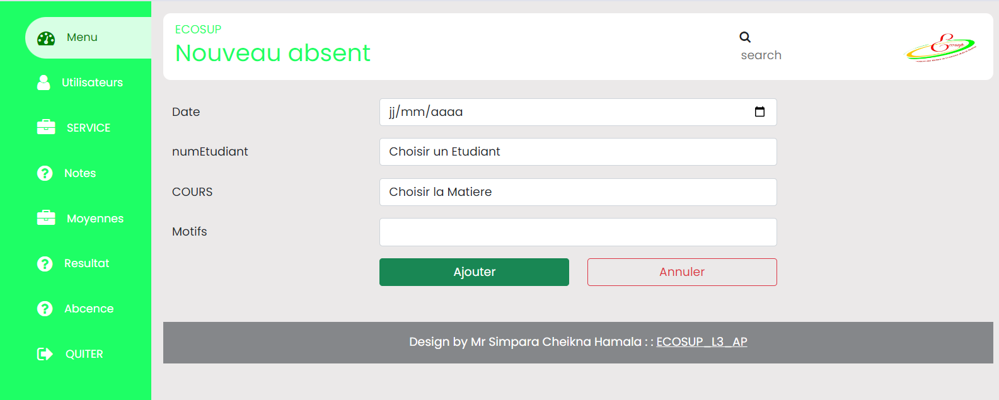 Menu
Utilisateurs
SERVICE
Notes
Moyennes
Resultat
Abcence
QUITER
ECOSUP
Nouveau absent
search
Ecosup
Date
jj/mm/aaaa
numEtudiant
Choisir un Etudiant
COURS
Choisir la Matiere
Motifs
Ajouter
Annuler
Design by Mr Simpara Cheikna Hamala : : ECOSUP_L3_AP